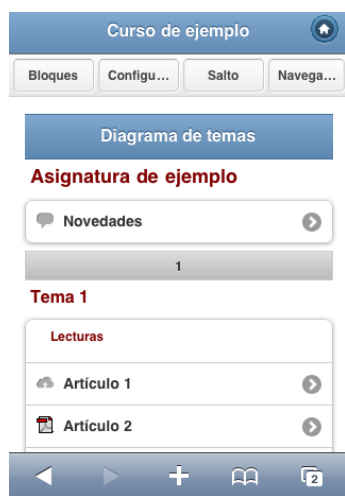 Curso de ejemplo
Bloques Configu... Salto Navega...
Diagrama de temas
Asignatura de ejemplo
Novedades
1
Tema 1
Lecturas
Artículo 1
Artículo 2
2